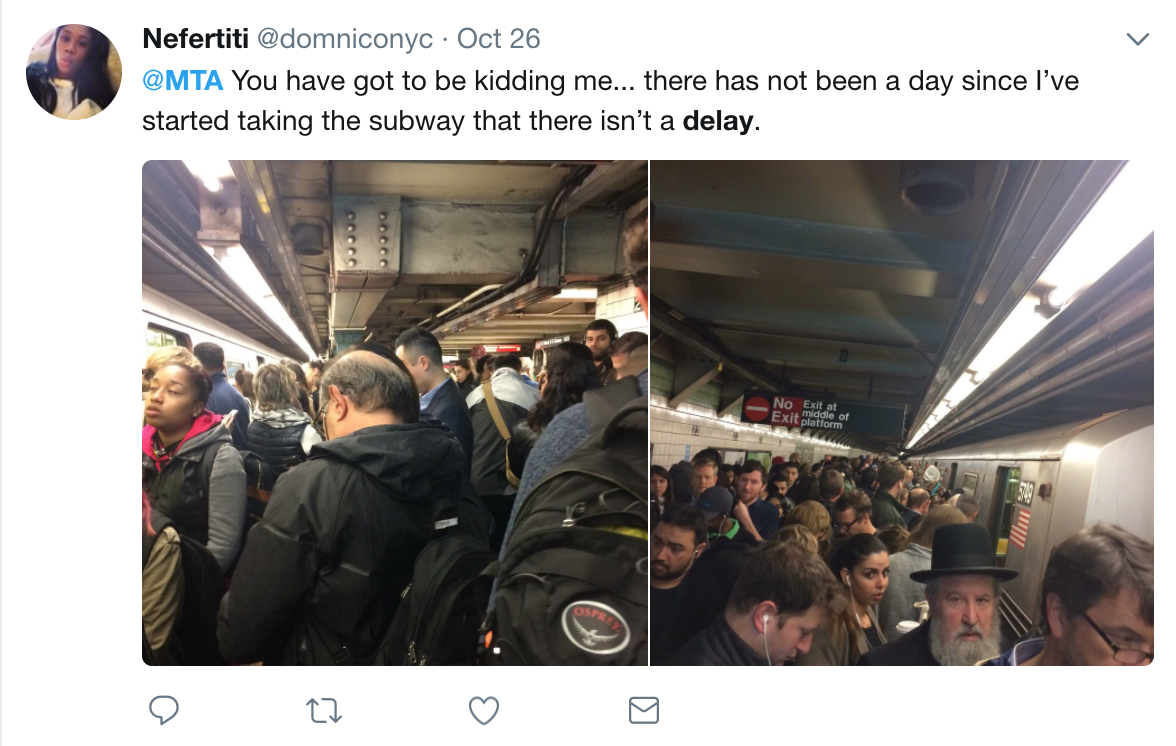 Nefertiti @domniconyc · Oct 26
@MTA You have got to be kidding me... there has not been a day since I’ve
started taking the subway that there isn’t a delay.
OSPREY
No Exit at
Exit middle of
platform
5749